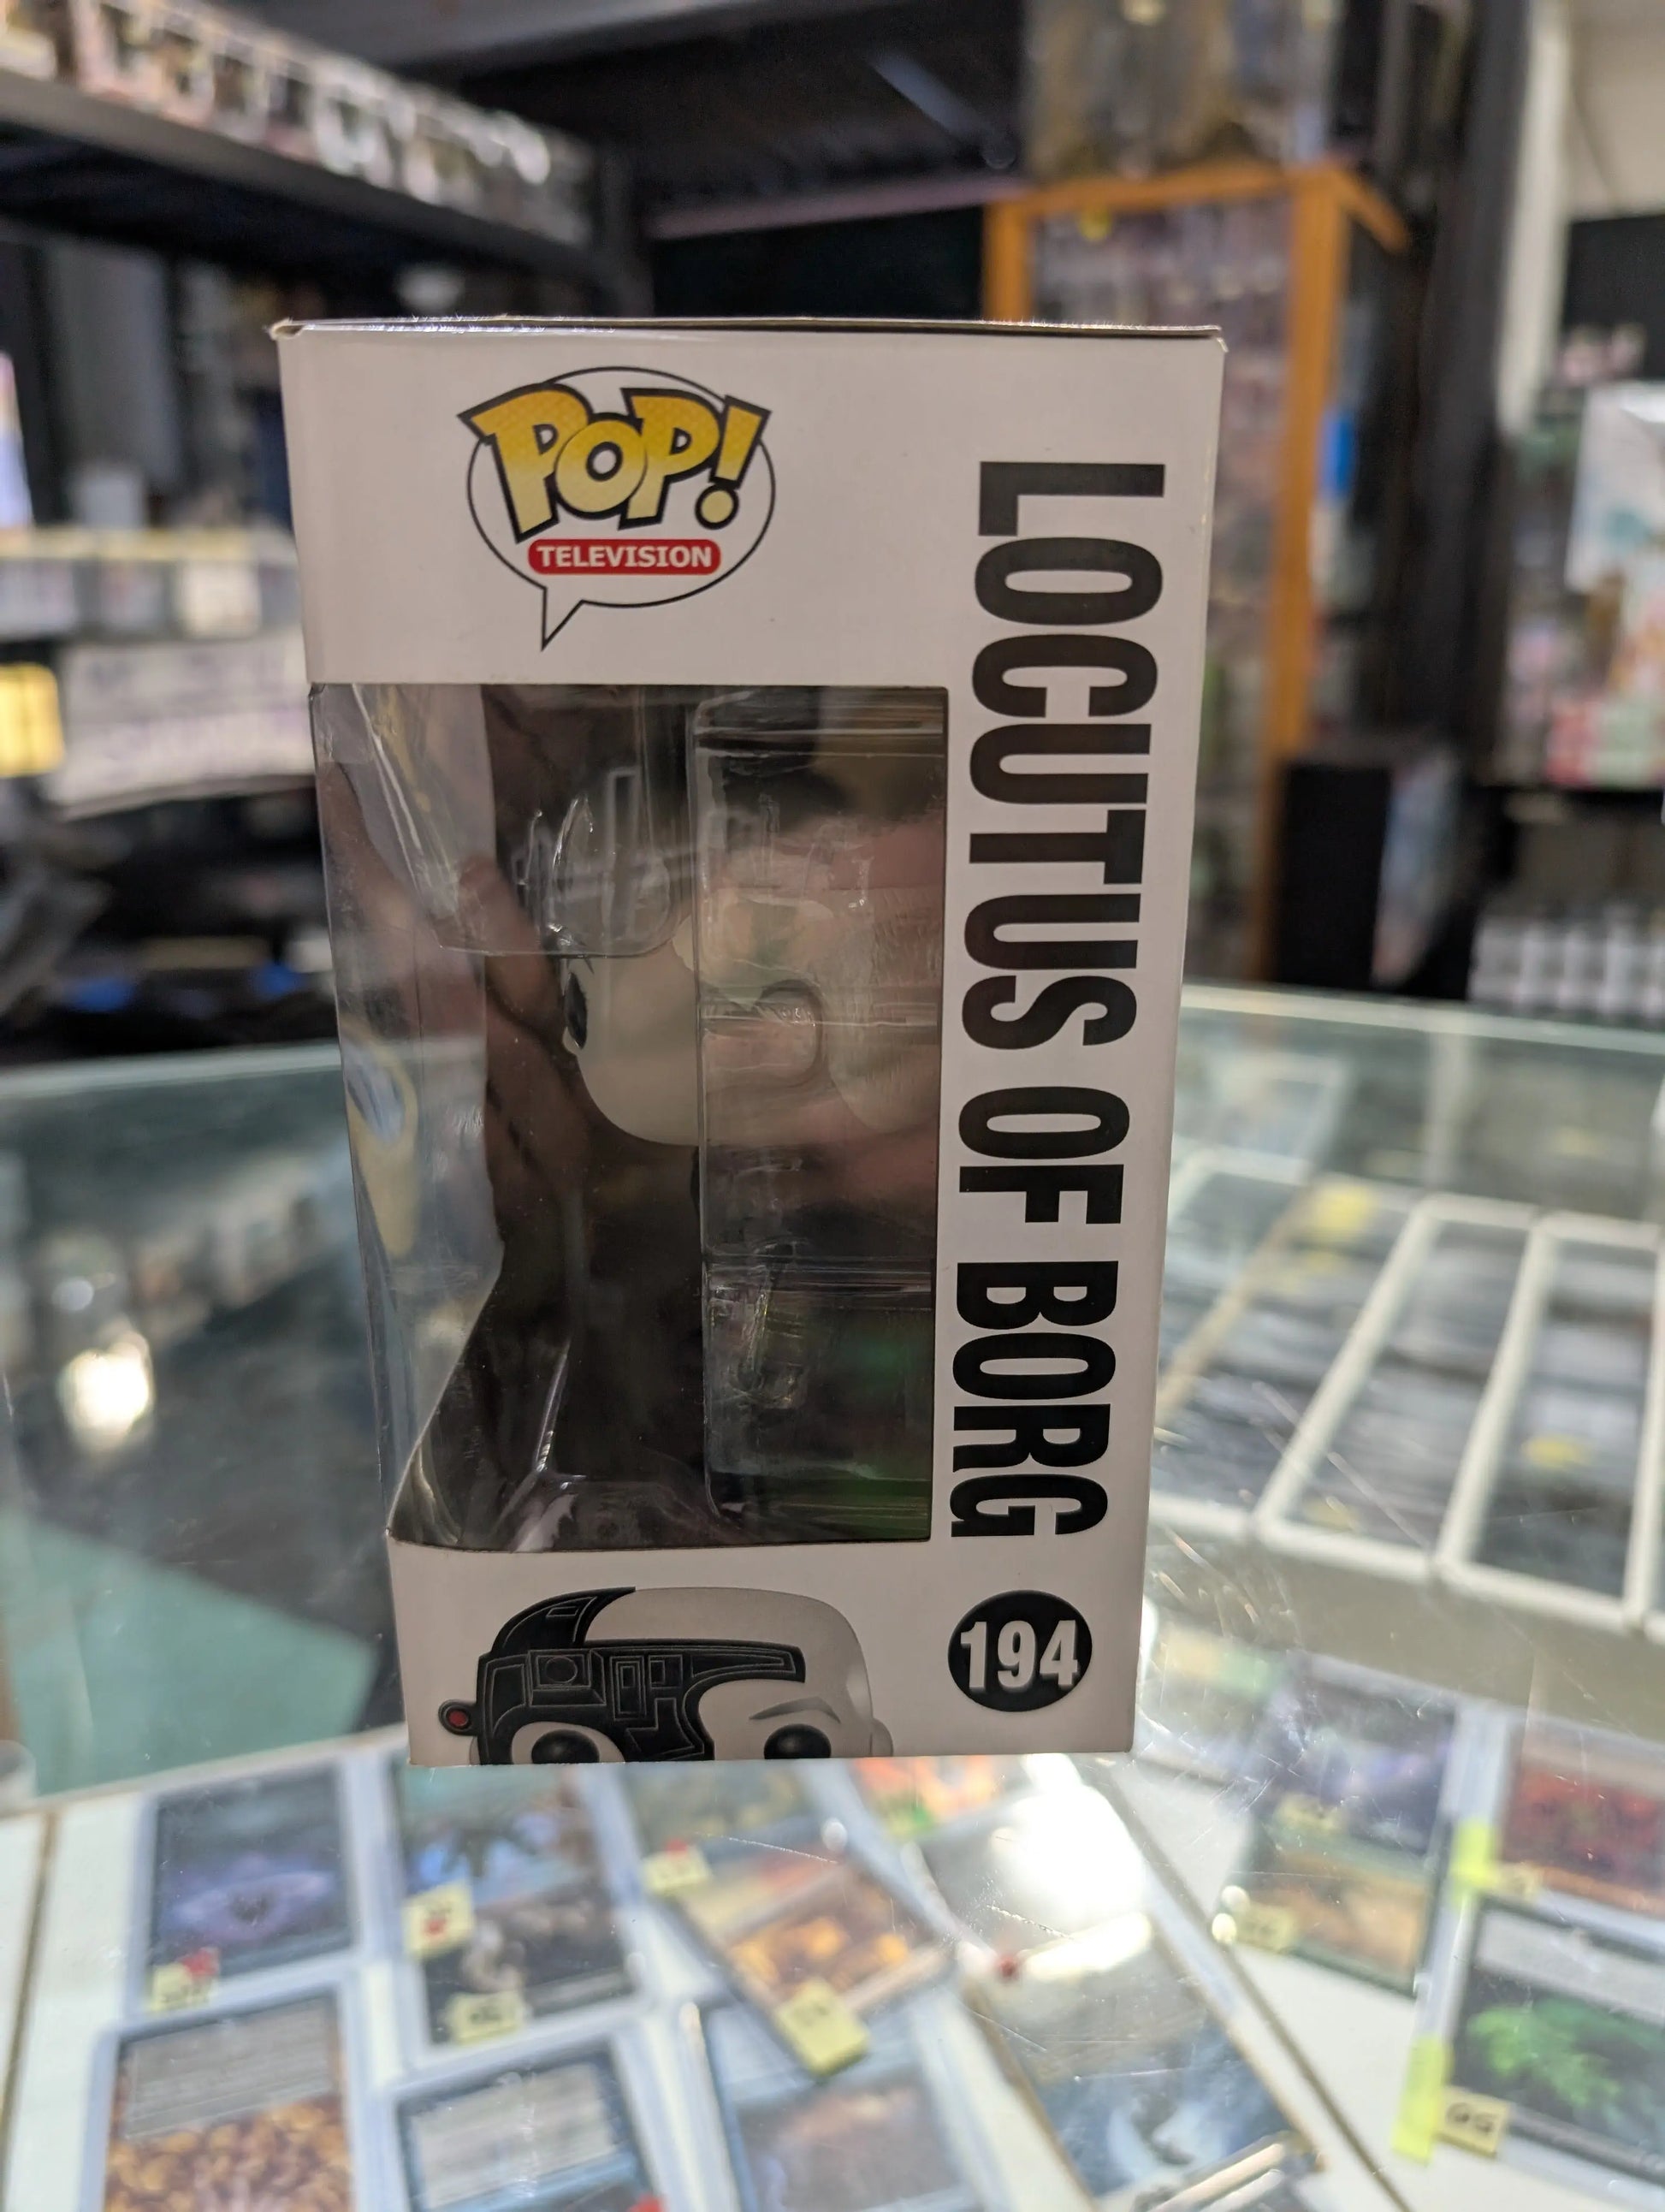 POP!
TELEVISION
LOCUTUS OF BORG
194